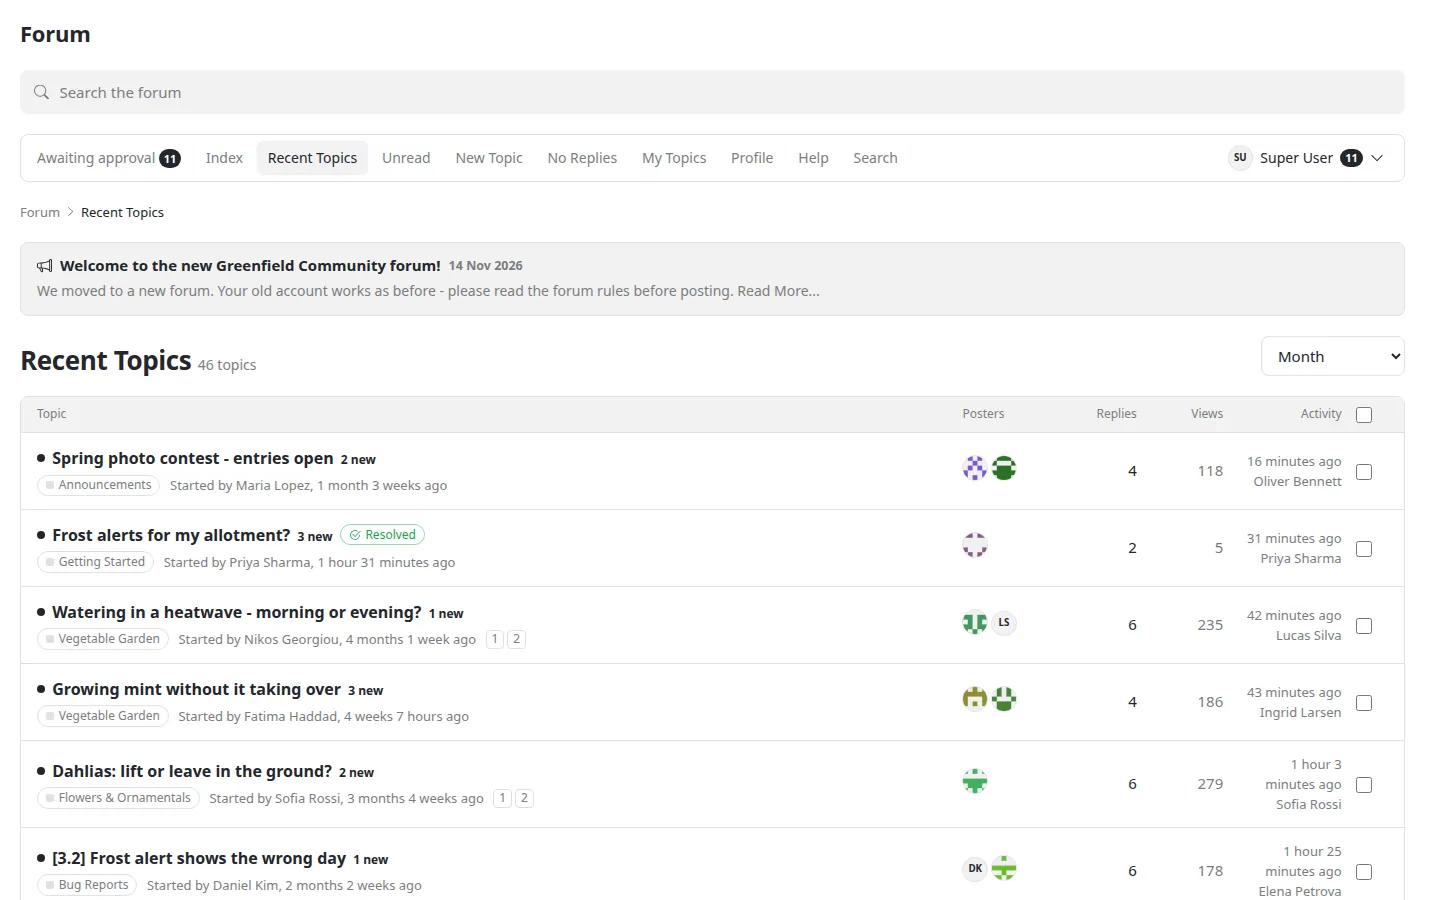 Forum
Search the forum
Awaiting approval 11 Index Recent Topics Unread New Topic No Replies My Topics Profile Help Search SU Super User 11
Forum Recent Topics
Welcome to the new Greenfield Community forum! 14 Nov 2026
We moved to a new forum. Your old account works as before - please read the forum rules before posting. Read More...
Recent Topics 46 topics Month
Topic Posters Replies Views Activity
Spring photo contest - entries open 2 new
Announcements Started by Maria Lopez, 1 month 3 weeks ago
4 118 16 minutes ago
Oliver Bennett
Frost alerts for my allotment? 3 new Resolved
Getting Started Started by Priya Sharma, 1 hour 31 minutes ago
2 5 31 minutes ago
Priya Sharma
Watering in a heatwave - morning or evening? 1 new
Vegetable Garden Started by Nikos Georgiou, 4 months 1 week ago 1 2
LS 6 235 42 minutes ago
Lucas Silva
Growing mint without it taking over 3 new
Vegetable Garden Started by Fatima Haddad, 4 weeks 7 hours ago
4 186 43 minutes ago
Ingrid Larsen
Dahlias: lift or leave in the ground? 2 new
Flowers & Ornamentals Started by Sofia Rossi, 3 months 4 weeks ago 1 2
6 279 1 hour 3
minutes ago
Sofia Rossi
[3.2] Frost alert shows the wrong day 1 new
Bug Reports Started by Daniel Kim, 2 months 2 weeks ago
DK 6 178 1 hour 25
minutes ago
Elena Petrova